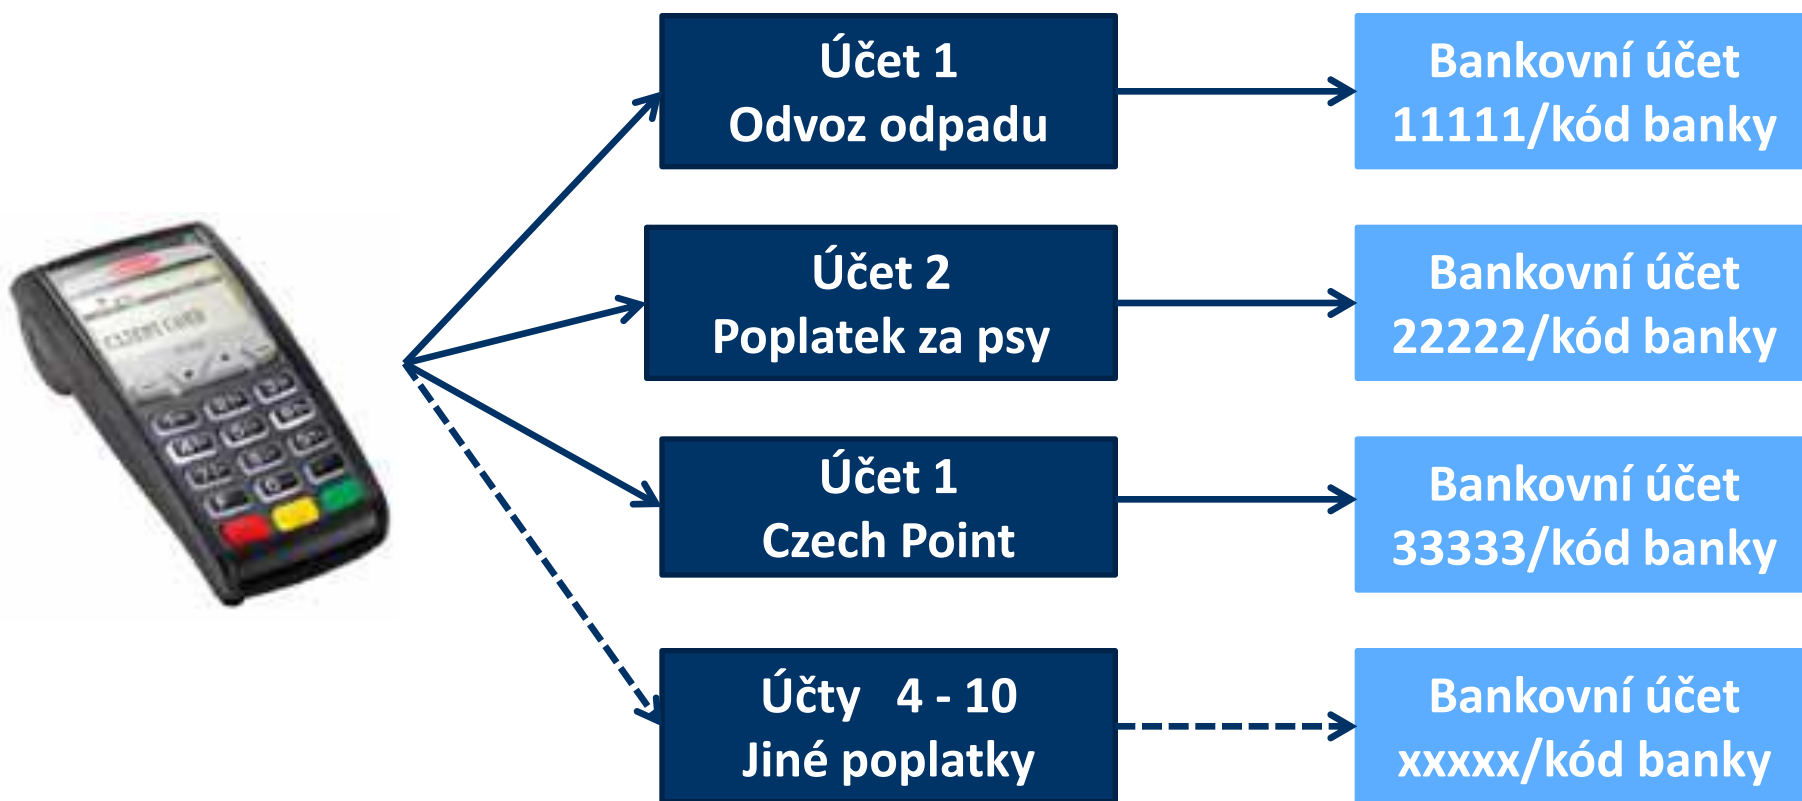 Účet 1
Odvoz odpadu
Bankovní účet
11111/kód banky
Účet 2
Poplatek za psy
Bankovní účet
22222/kód banky
Účet 1
Czech Point
Bankovní účet
33333/kód banky
Účty 4 - 10
Jiné poplatky
Bankovní účet
xxxxx/kód banky